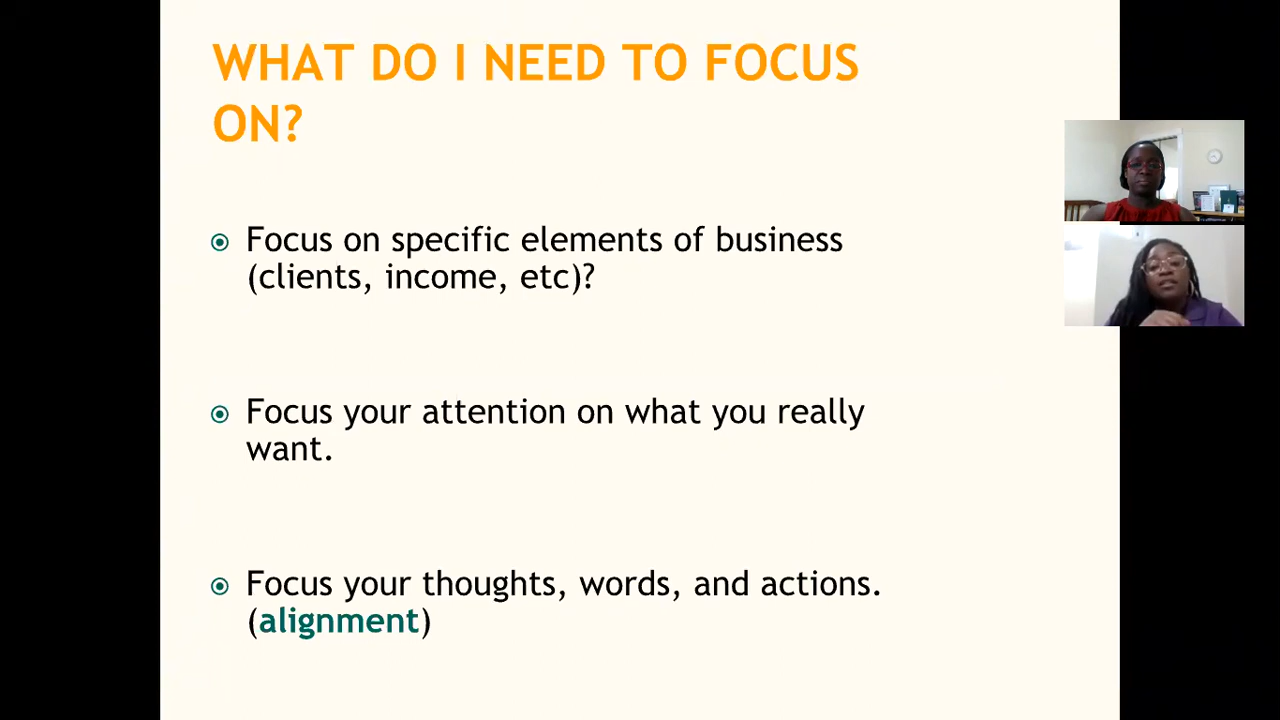 WHAT DO I NEED TO FOCUS
ON?
Focus on specific elements of business
(clients, income, etc)?
Focus your attention on what you really
want.
Focus your thoughts, words, and actions.
(alignment)